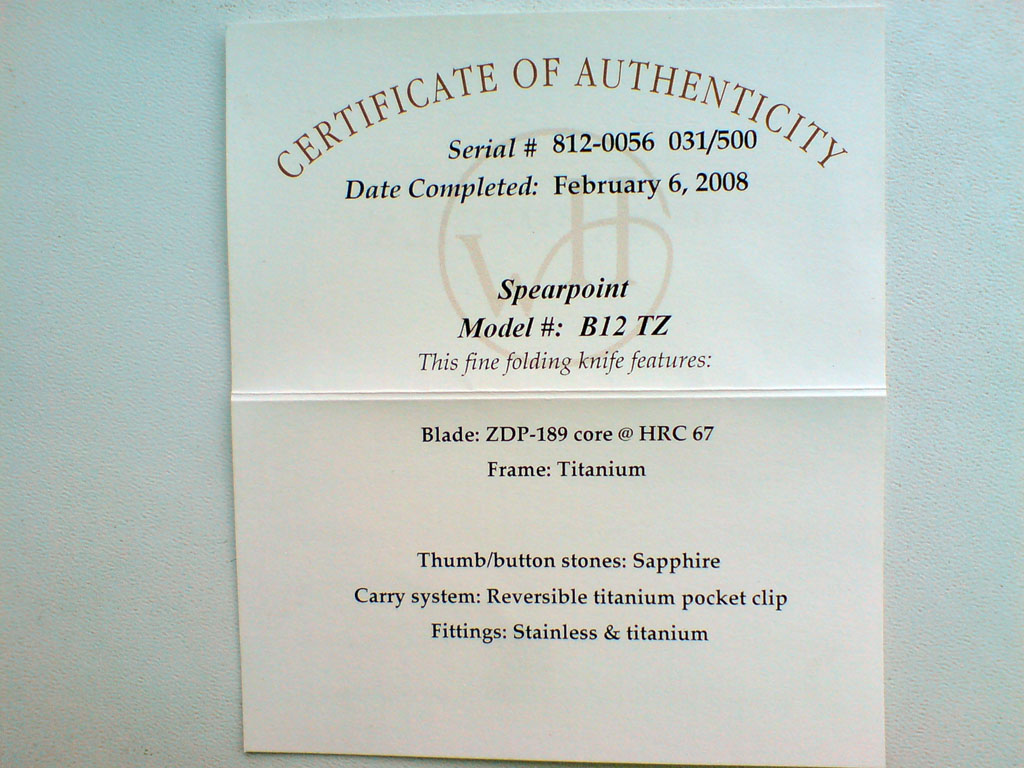 CERTIFICATE OF AUTHENTICITY
Serial # 812-0056 031/500
Date Completed: February 6, 2008
WH
Spearpoint
Model #: B12 TZ
This fine folding knife features:
Blade: ZDP-189 core @ HRC 67
Frame: Titanium
Thumb/button stones: Sapphire
Carry system: Reversible titanium pocket clip
Fittings: Stainless & titanium